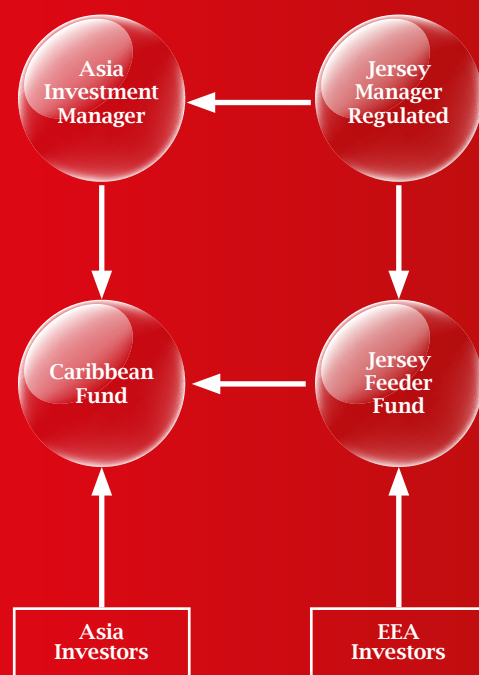 Asia
Investment
Manager
Jersey
Manager
Regulated
Caribbean
Fund
Jersey
Feeder
Fund
Asia
Investors
EEA
Investors